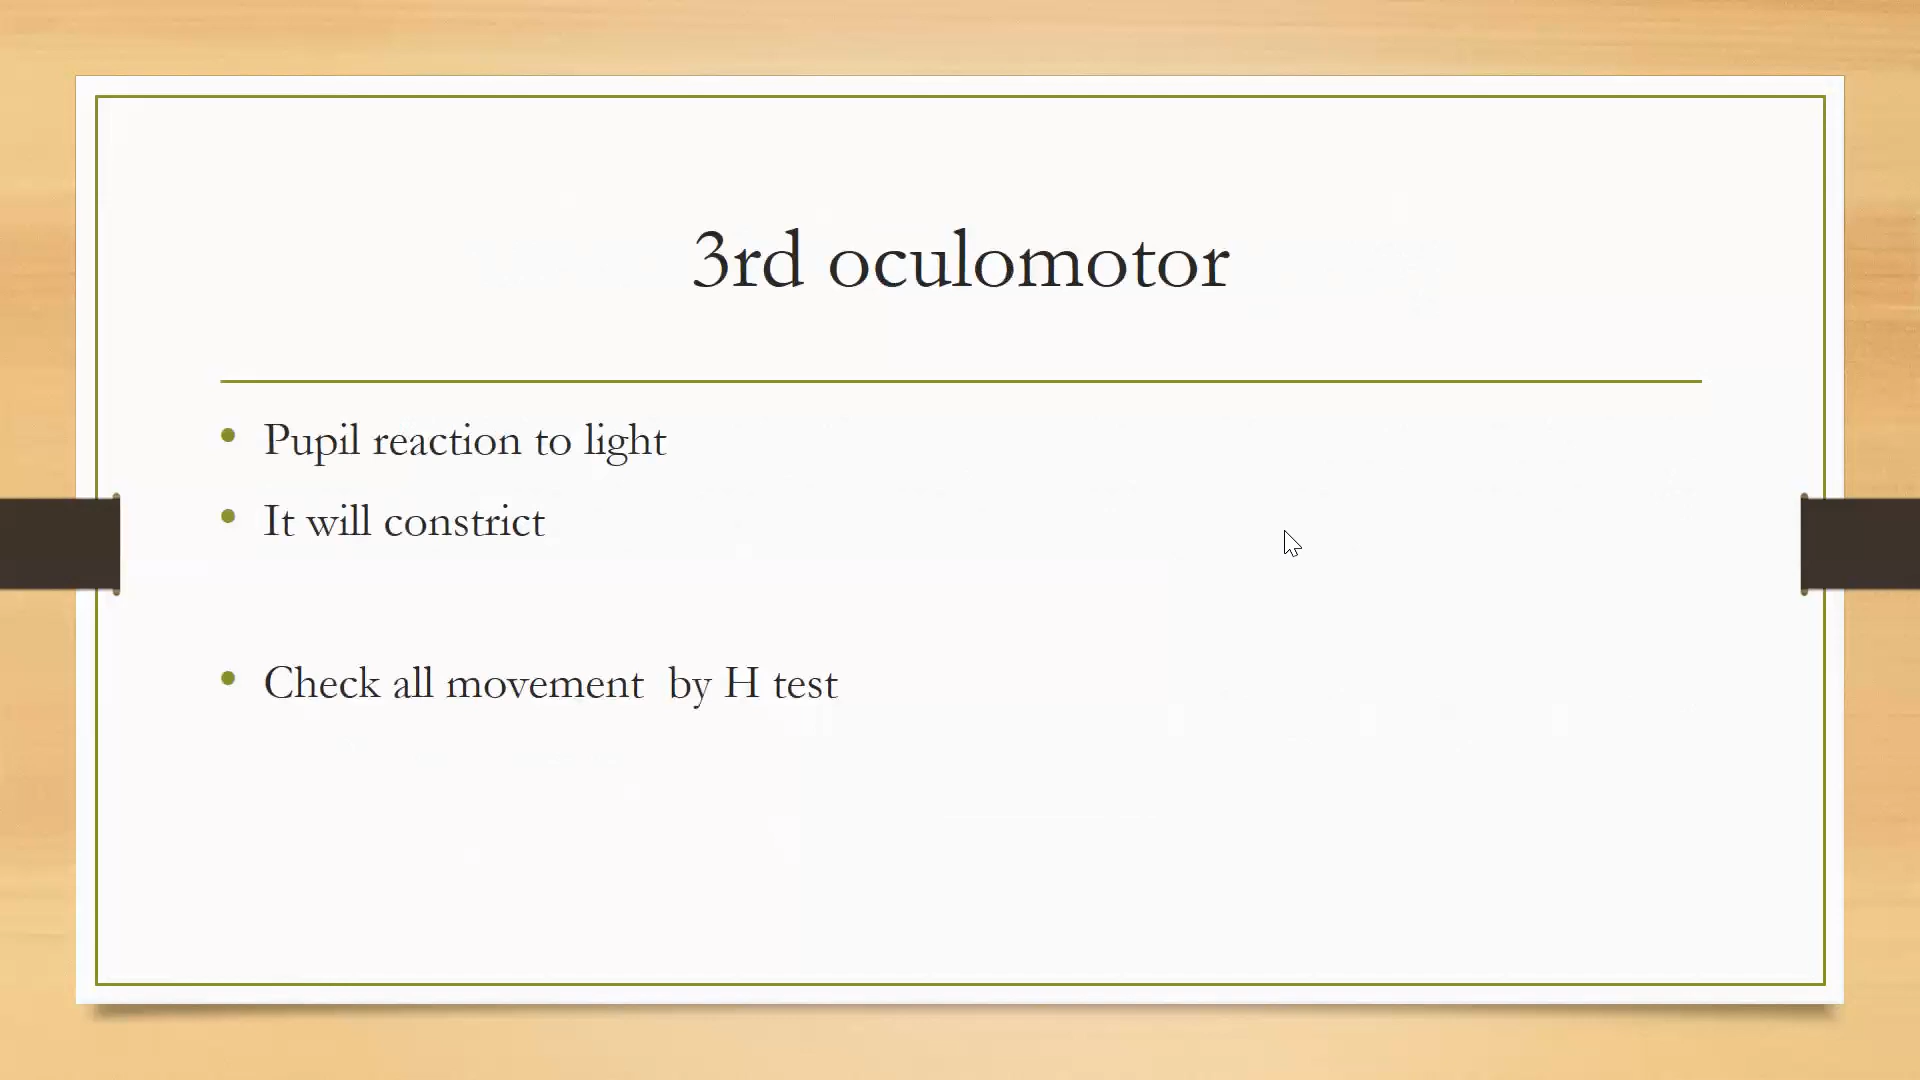 3rd oculomotor
Pupil reaction to light
It will constrict
Check all movement  by H test